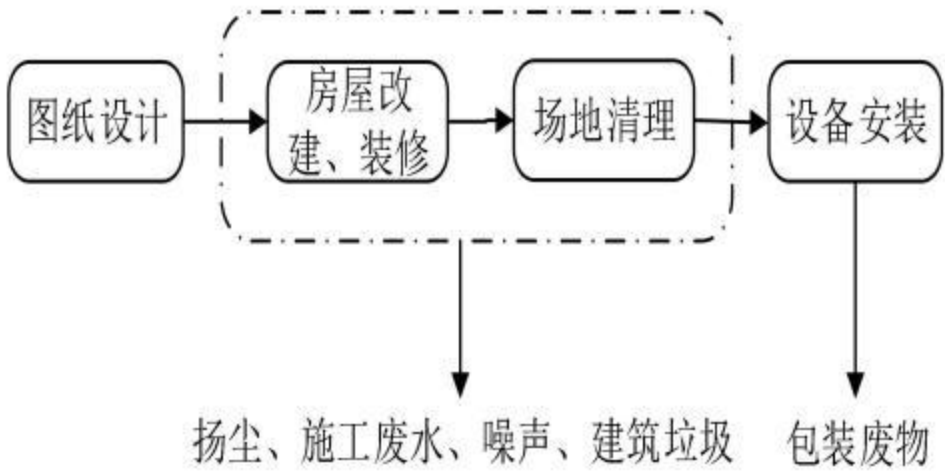 图纸设计
房屋改
建、装修
场地清理
设备安装
扬尘、施工废水、噪声、建筑垃圾
包装废物